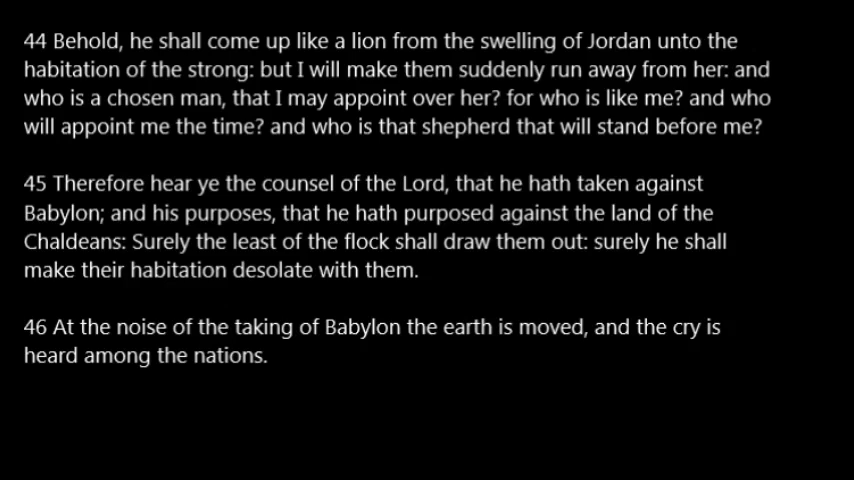 44 Behold, he shall come up like a lion from the swelling of Jordan unto the
habitation of the strong: but I will make them suddenly run away from her: and
who is a chosen man, that I may appoint over her? for who is like me? and who
will appoint me the time? and who is that shepherd that will stand before me?
45 Therefore hear ye the counsel of the Lord, that he hath taken against
Babylon; and his purposes, that he hath purposed against the land of the
Chaldeans: Surely the least of the flock shall draw them out: surely he shall
make their habitation desolate with them.
46 At the noise of the taking of Babylon the earth is moved, and the cry is
heard among the nations.